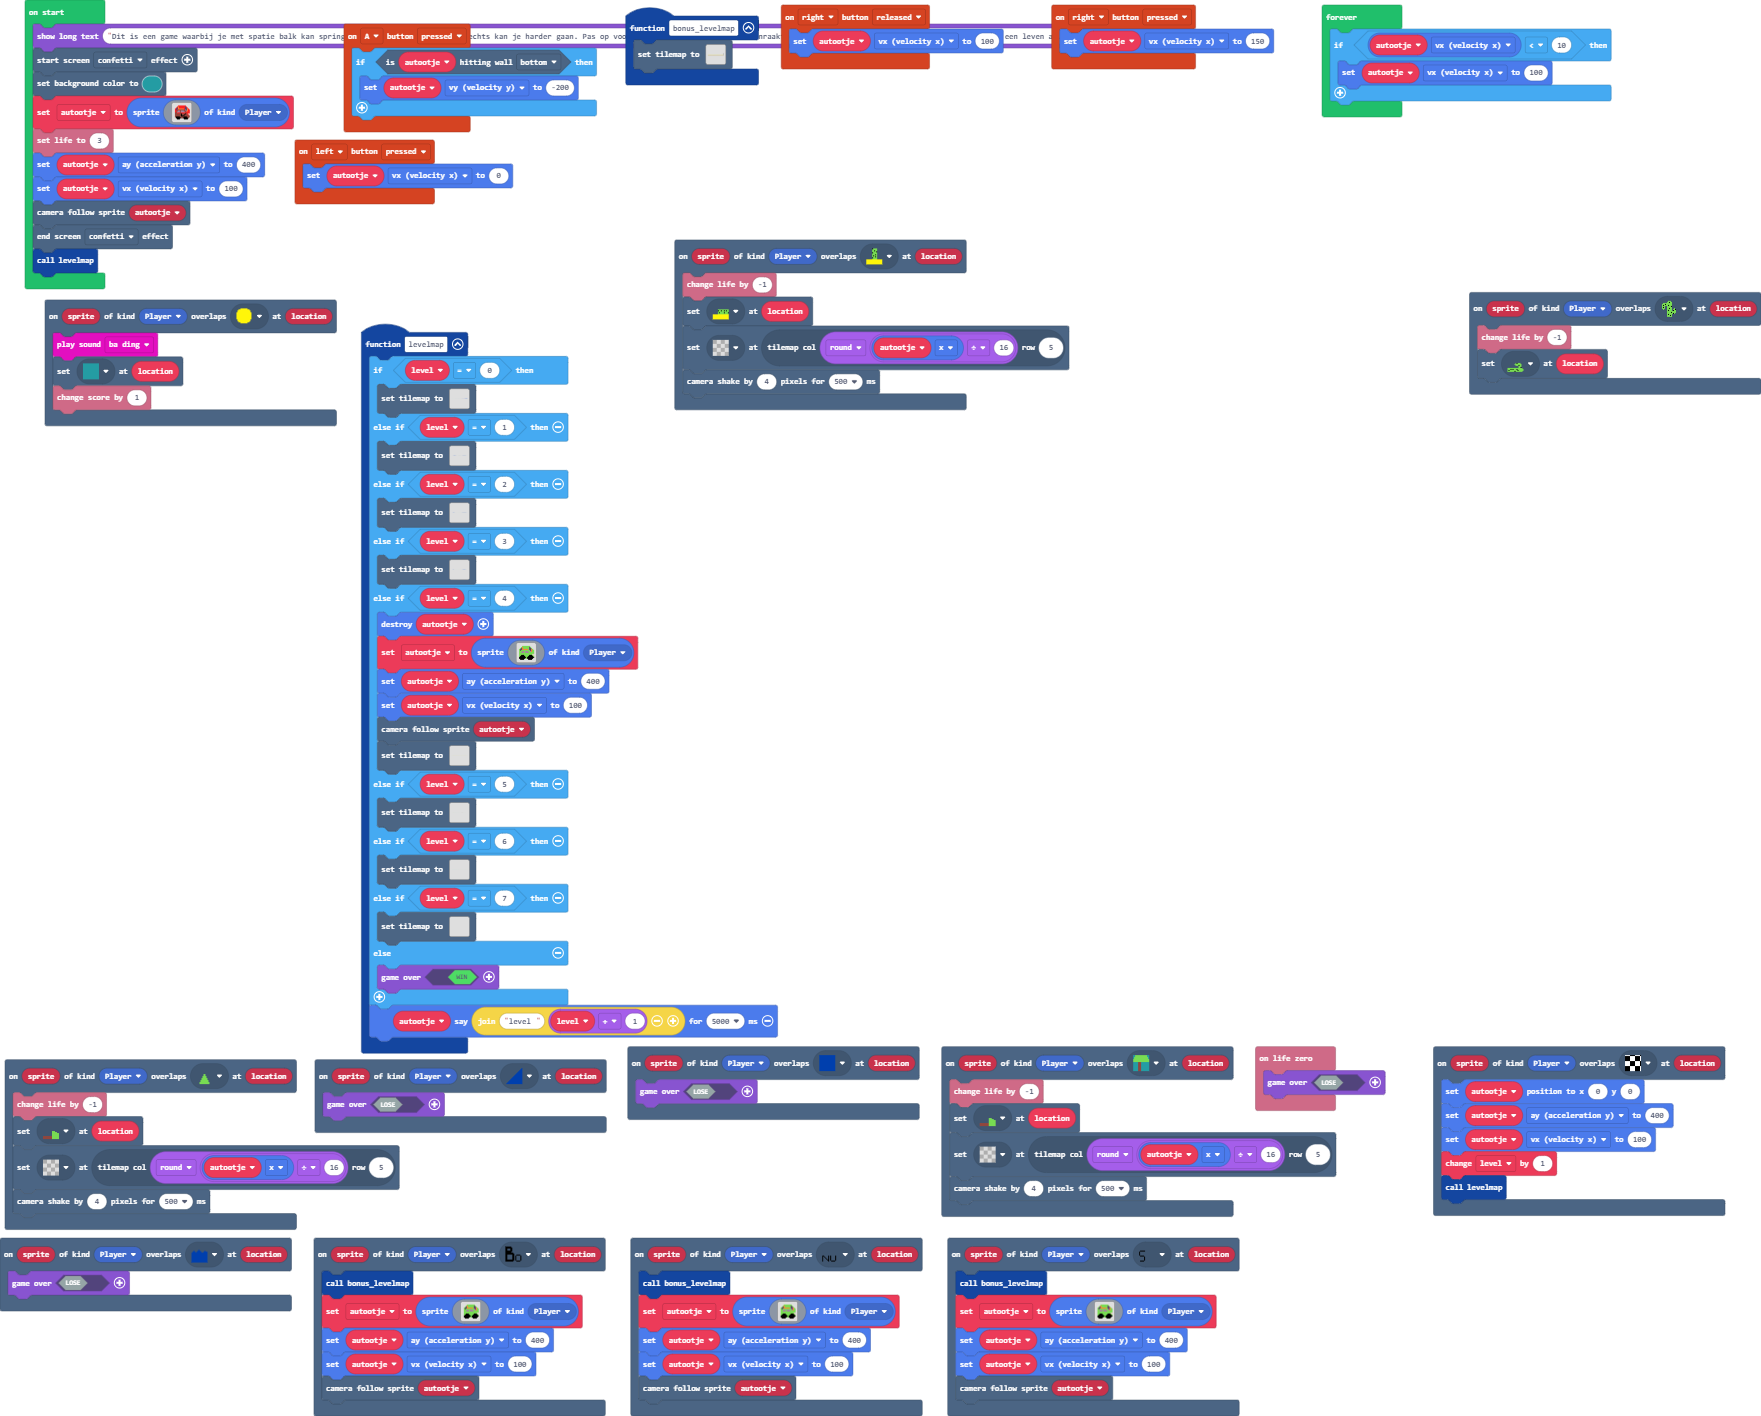 on start
show long text "Dit is een game waarbij je met spatie balk kan spring
echts kan je harder gaan. Pas op voo
een leven a
start screen confetti effect
set background color to
set autootje to sprite of kind Player
set life to 3
set autootje ay (acceleration y) to 400
set autootje vx (velocity x) to 100
camera follow sprite autootje
end screen confetti effect
call levelmap
on A button pressed
if is autootje hitting wall bottom then
set autootje vy (velocity y) to -200
on left button pressed
set autootje vx (velocity x) to 0
function bonus_levelmap
set tilemap to
on right button released
set autootje vx (velocity x) to 100
on right button pressed
set autootje vx (velocity x) to 150
forever
if autootje vx (velocity x) < 10 then
set autootje vx (velocity x) to 100
on sprite of kind Player overlaps at location
play sound ba ding
set at location
change score by 1
on sprite of kind Player overlaps at location
change life by -1
set at location
set at tilemap col round autootje x ÷ 16 row 5
camera shake by 4 pixels for 500 ms
on sprite of kind Player overlaps at location
change life by -1
set at location
function levelmap
if level = 0 then
set tilemap to
else if level = 1 then
set tilemap to
else if level = 2 then
set tilemap to
else if level = 3 then
set tilemap to
else if level = 4 then
destroy autootje
set autootje to sprite of kind Player
set autootje ay (acceleration y) to 400
set autootje vx (velocity x) to 100
camera follow sprite autootje
set tilemap to
else if level = 5 then
set tilemap to
else if level = 6 then
set tilemap to
else if level = 7 then
set tilemap to
else
game over WIN
autootje say join "level " level + 1 for 5000 ms
on sprite of kind Player overlaps at location
change life by -1
set at location
set at tilemap col round autootje x ÷ 16 row 5
camera shake by 4 pixels for 500 ms
on sprite of kind Player overlaps at location
game over LOSE
on sprite of kind Player overlaps at location
game over LOSE
on sprite of kind Player overlaps at location
change life by -1
set at location
set at tilemap col round autootje x ÷ 16 row 5
camera shake by 4 pixels for 500 ms
on life zero
game over LOSE
on sprite of kind Player overlaps at location
set autootje position to x 0 y 0
set autootje ay (acceleration y) to 400
set autootje vx (velocity x) to 100
change level by 1
call levelmap
on sprite of kind Player overlaps at location
game over LOSE
on sprite of kind Player overlaps Bo at location
call bonus_levelmap
set autootje to sprite of kind Player
set autootje ay (acceleration y) to 400
set autootje vx (velocity x) to 100
camera follow sprite autootje
on sprite of kind Player overlaps NU at location
call bonus_levelmap
set autootje to sprite of kind Player
set autootje ay (acceleration y) to 400
set autootje vx (velocity x) to 100
camera follow sprite autootje
on sprite of kind Player overlaps S at location
call bonus_levelmap
set autootje to sprite of kind Player
set autootje ay (acceleration y) to 400
set autootje vx (velocity x) to 100
camera follow sprite autootje